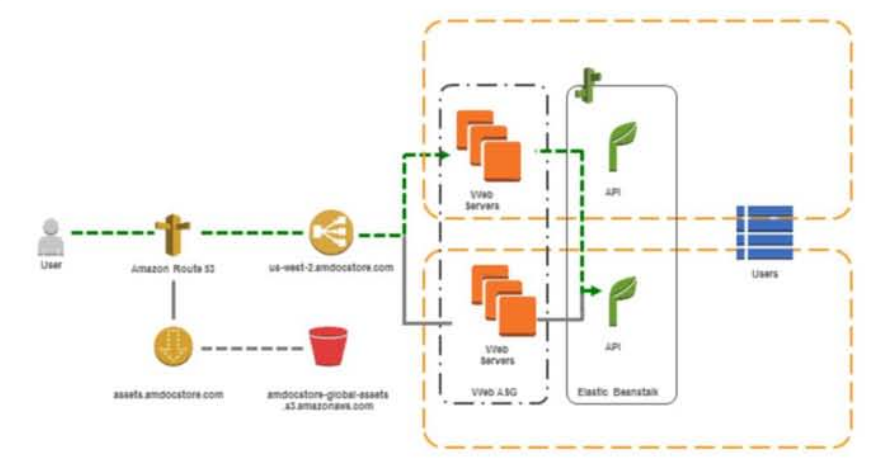 Web
Servers
API
User
Amazon Route 53
us-west-2.amdocstore.com
Users
Web
Servers
API
assets.amdocstore.com
amdocstore-global-assets
.s3.amazonaws.com
Web ASG
Elastic Beanstalk